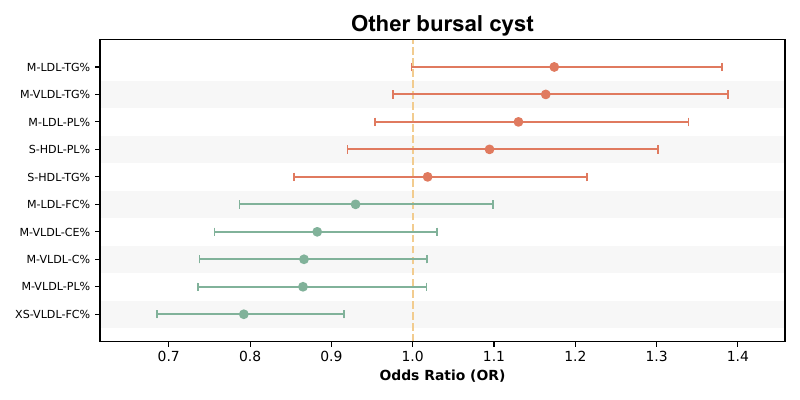 Other bursal cyst
M-LDL-TG%
M-VLDL-TG%
M-LDL-PL%
S-HDL-PL%
S-HDL-TG%
M-LDL-FC%
M-VLDL-CE%
M-VLDL-C%
M-VLDL-PL%
XS-VLDL-FC%
0.7 0.8 0.9 1.0 1.1 1.2 1.3 1.4
Odds Ratio (OR)